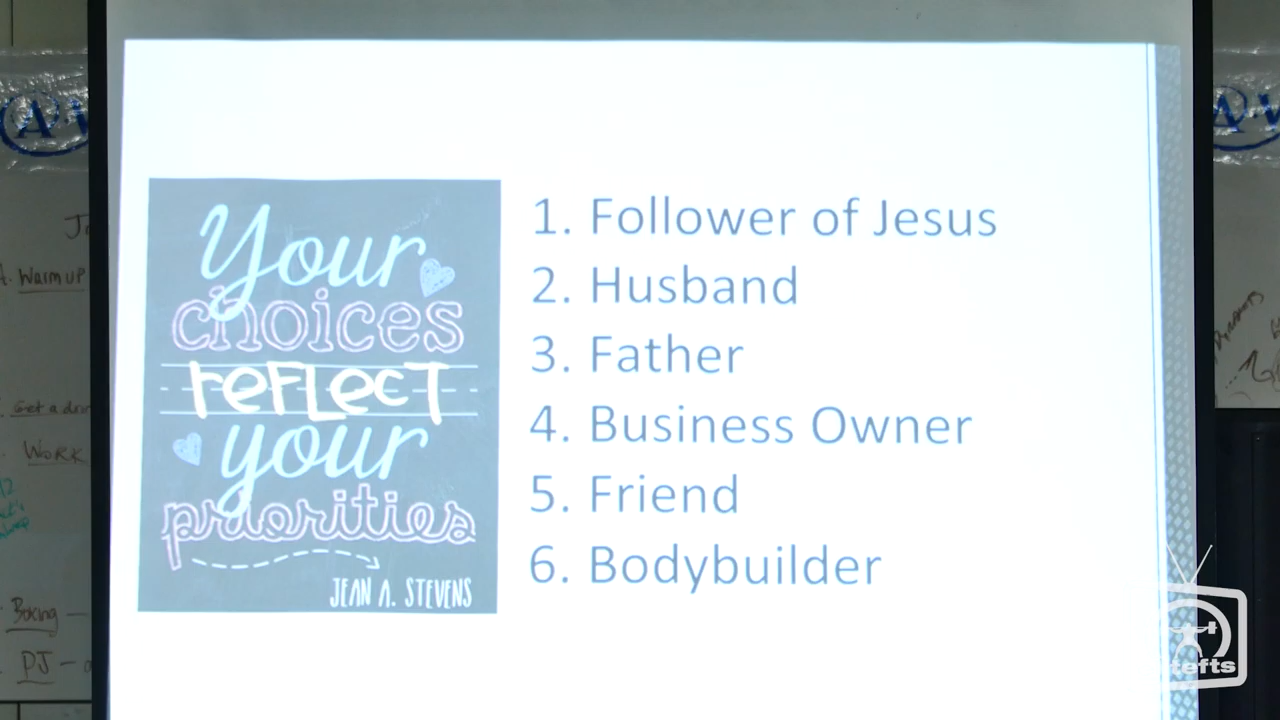 Your
choices
reFLecT
your
priorities
JEAN A. STEVENS
1. Follower of Jesus
2. Husband
3. Father
4. Business Owner
5. Friend
6. Bodybuilder
Warm up
Get a
WORK
Boxing
PJ
tefts